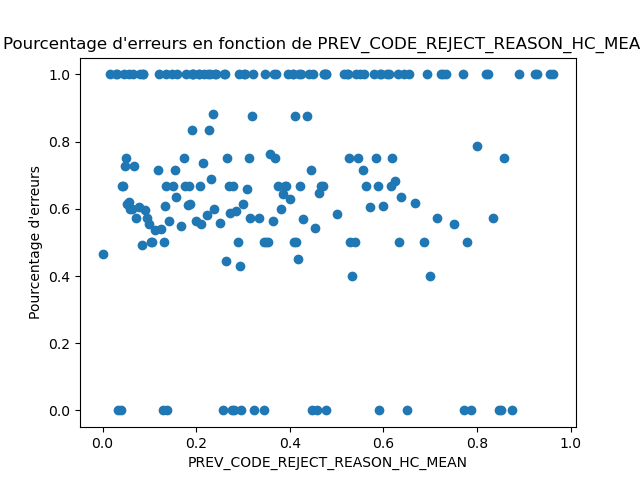 Pourcentage d'erreurs en fonction de PREV_CODE_REJECT_REASON_HC_MEA
1.0
0.8
0.6
0.4
0.2
0.0
Pourcentage d'erreurs
0.0 0.2 0.4 0.6 0.8 1.0
PREV_CODE_REJECT_REASON_HC_MEAN